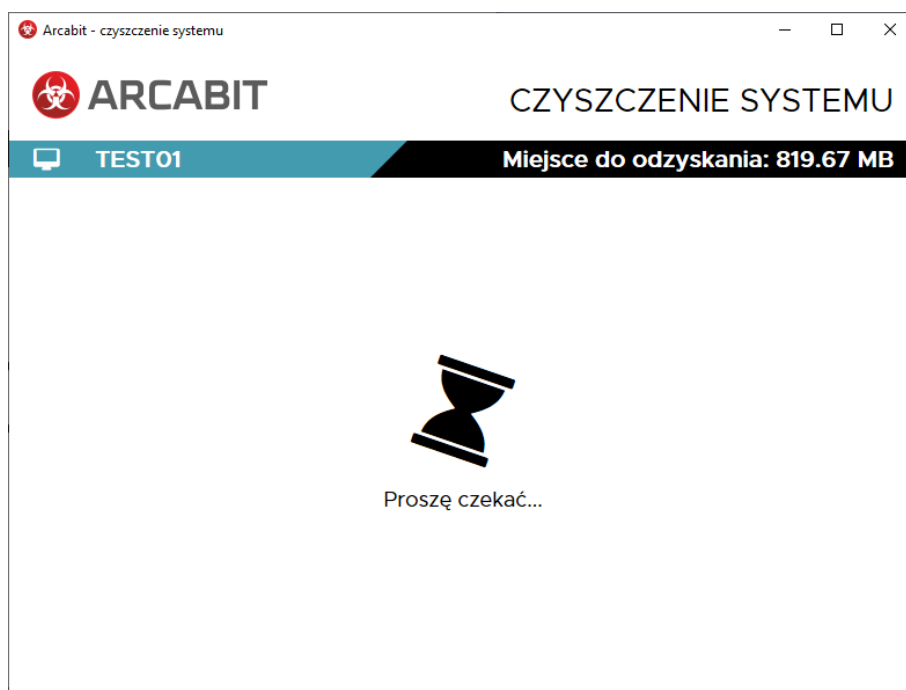 Arcabit - czyszczenie systemu
ARCABIT
CZYSZCZENIE SYSTEMU
TEST01
Miejsce do odzyskania: 819.67 MB
Proszę czekać...